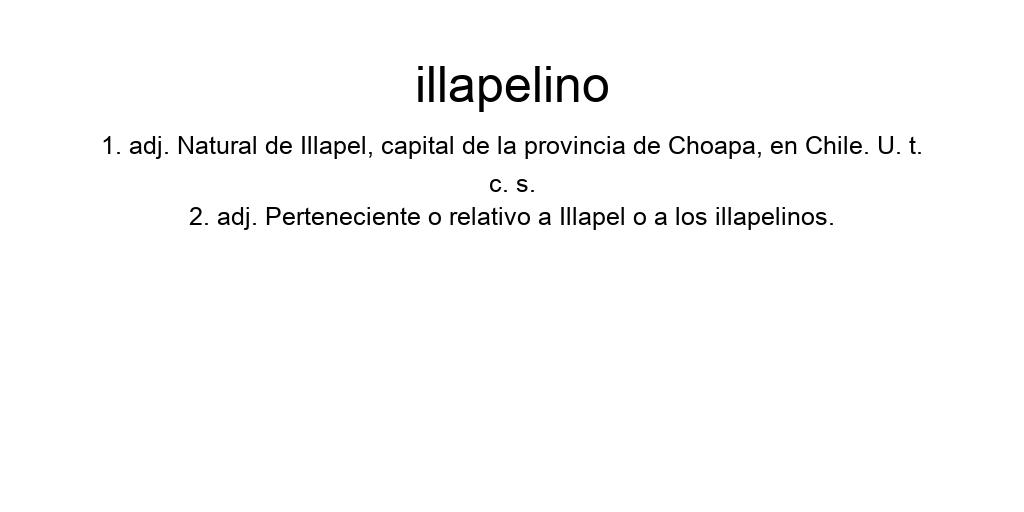 illapelino
1. adj. Natural de Illapel, capital de la provincia de Choapa, en Chile. U. t.
c. s.
2. adj. Perteneciente o relativo a Illapel o a los illapelinos.